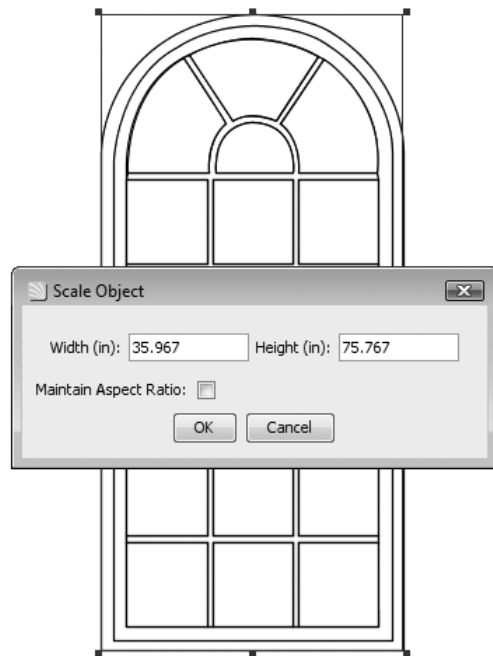 Scale Object
Width (in): 35.967 Height (in): 75.767
Maintain Aspect Ratio:
OK Cancel